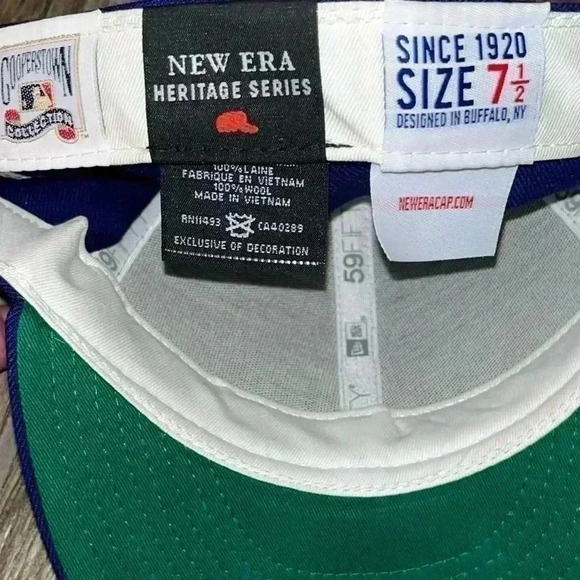 COOPERSTOWN
COLLECTION
NEW ERA
HERITAGE SERIES
SINCE 1920
SIZE 7 1/2
DESIGNED IN BUFFALO, NY
100% LAINE
FABRIQUE EN VIETNAM
100% WOOL
MADE IN VIETNAM
RN11493 CA40289
EXCLUSIVE OF DECORATION
NEWERACAP.COM
59FIFTY